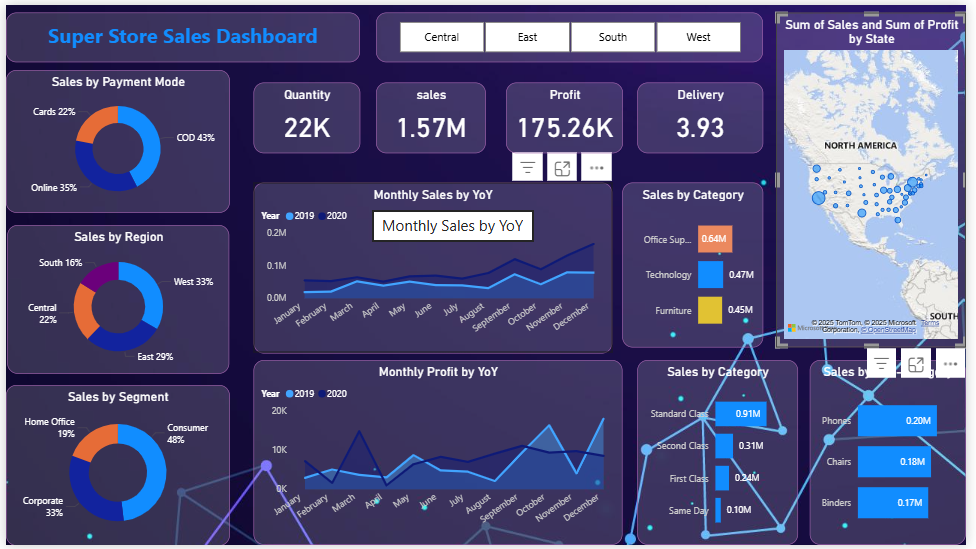 Super Store Sales Dashboard
Central
East
South
West
Sum of Sales and Sum of Profit
by State
NORTH AMERICA
SOUTH
Microsoft
© 2025 TomTom, © 2025 Microsoft
Corporation, © OpenStreetMap
Terms
Sales by Payment Mode
Cards 22%
COD 43%
Online 35%
Quantity
22K
sales
1.57M
Profit
175.26K
Delivery
3.93
Monthly Sales by YoY
Year 2019 2020
Monthly Sales by YoY
0.2M
0.1M
0.0M
January
February
March
April
May
June
July
August
September
October
November
December
Sales by Category
Office Sup...
0.64M
Technology
0.47M
Furniture
0.45M
Sales by Region
South 16%
West 33%
Central
22%
East 29%
Sales by Segment
Home Office
19%
Consumer
48%
Corporate
33%
Monthly Profit by YoY
Year 2019 2020
20K
10K
0K
January
February
March
April
May
June
July
August
September
October
November
December
Sales by Category
Standard Class
0.91M
Second Class
0.31M
First Class
0.24M
Same Day
0.10M
Sales by
Phones
0.20M
Chairs
0.18M
Binders
0.17M